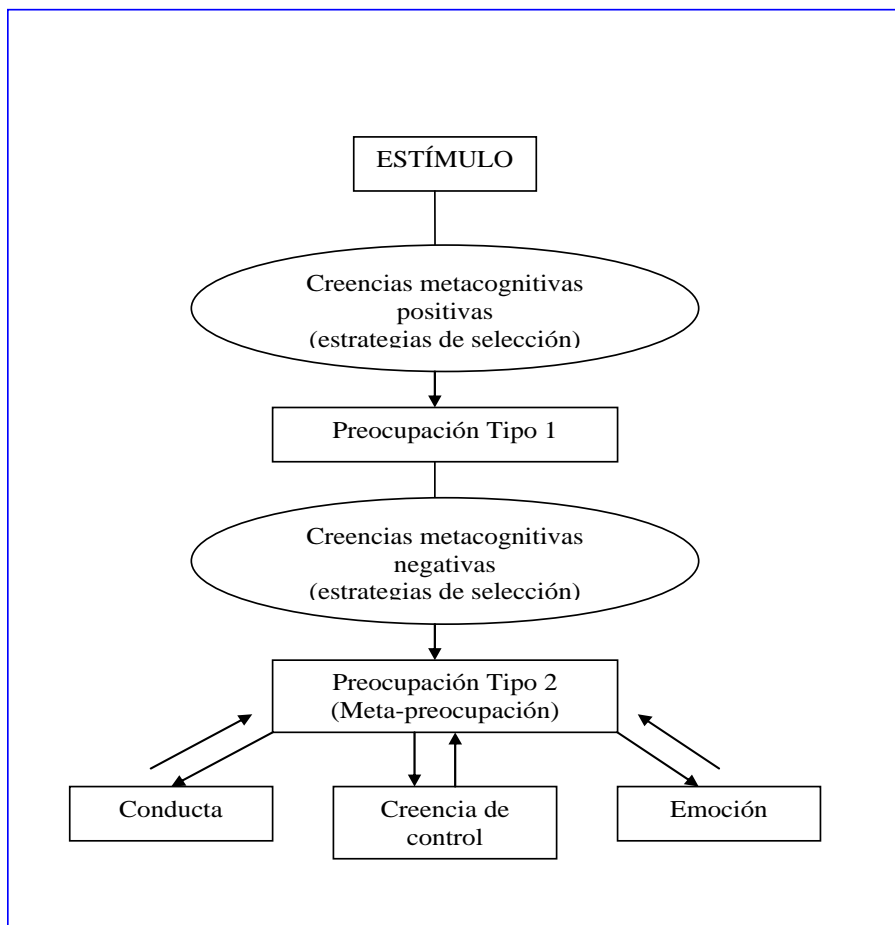 ESTÍMULO
Creencias metacognitivas
positivas
(estrategias de selección)
Preocupación Tipo 1
Creencias metacognitivas
negativas
(estrategias de selección)
Preocupación Tipo 2
(Meta-preocupación)
Conducta
Creencia de
control
Emoción